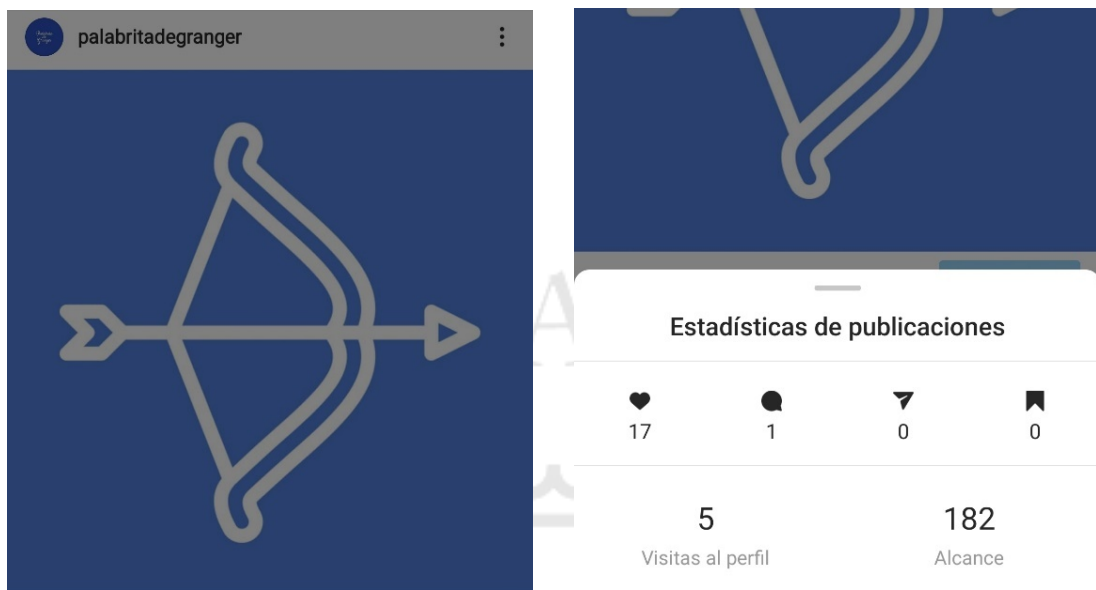 palabritadegranger
Estadísticas de publicaciones
17 1 0 0
5 182
Visitas al perfil Alcance